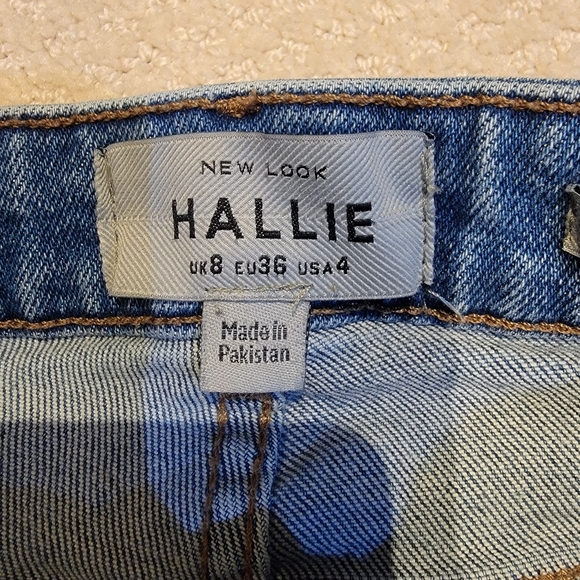 NEW LOOK
HALLIE
UK8 EU36 USA4
Made in
Pakistan